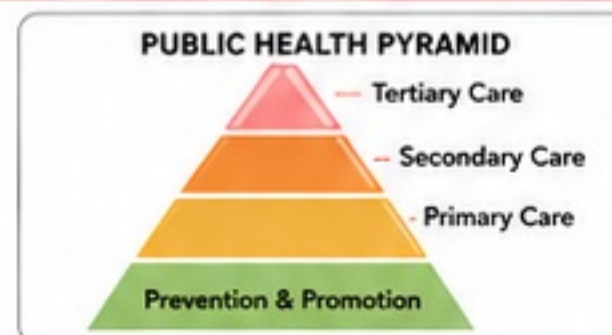 PUBLIC HEALTH PYRAMID
Tertiary Care
Secondary Care
Primary Care
Prevention & Promotion